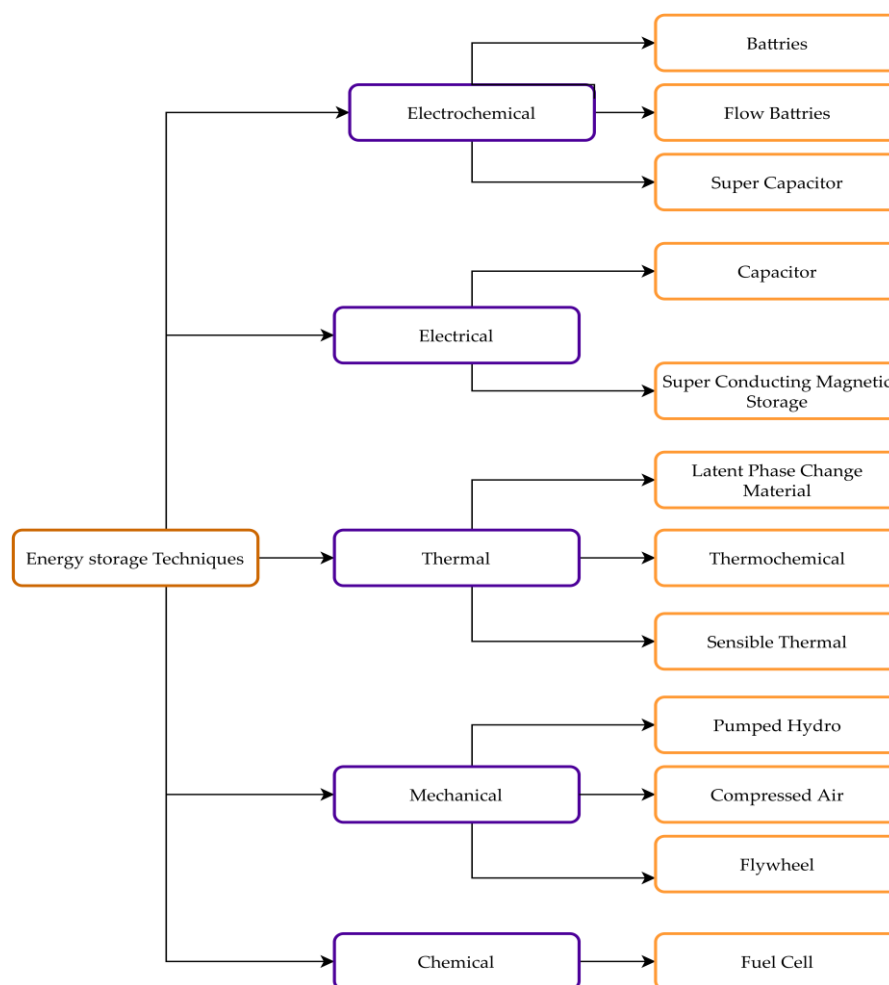 Battries
Electrochemical
Flow Battries
Super Capacitor
Capacitor
Electrical
Super Conducting Magnetic
Storage
Latent Phase Change
Material
Energy storage Techniques
Thermal
Thermochemical
Sensible Thermal
Pumped Hydro
Mechanical
Compressed Air
Flywheel
Chemical
Fuel Cell